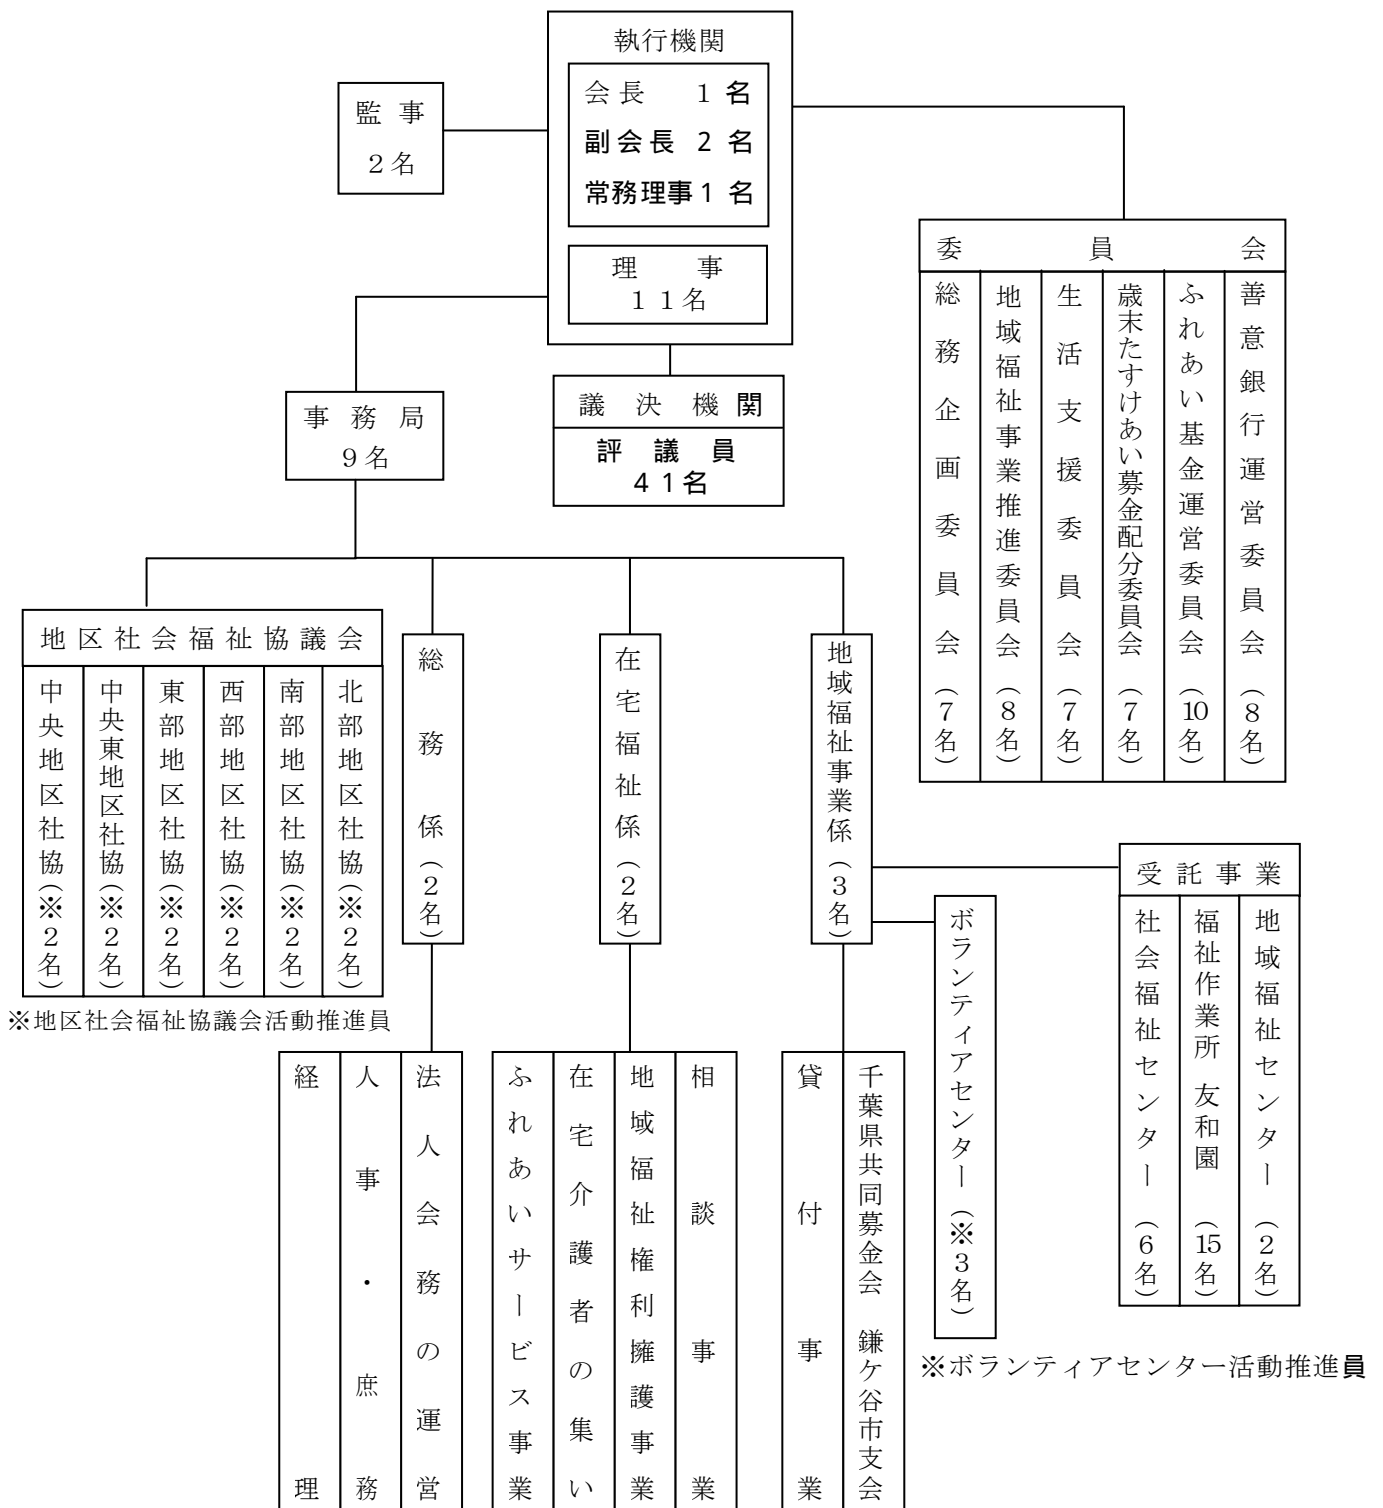 執行機関
会長 1名
副会長 2名
常務理事1名
理事
11名
監事
2名
委員会
総務企画委員会(7名)
地域福祉事業推進委員会(8名)
生活支援委員会(7名)
歳末たすけあい募金配分委員会(7名)
ふれあい基金運営委員会(10名)
善意銀行運営委員会(8名)
事務局
9名
議決機関
評議員
41名
地区社会福祉協議会
中央地区社協(※2名)
中央東地区社協(※2名)
東部地区社協(※2名)
西部地区社協(※2名)
南部地区社協(※2名)
北部地区社協(※2名)
※地区社会福祉協議会活動推進員
総務係(2名)
在宅福祉係(2名)
地域福祉事業係(3名)
ボランティアセンター(※3名)
※ボランティアセンター活動推進員
受託事業
社会福祉センター(6名)
福祉作業所 友和園(15名)
地域福祉センター(2名)
経理
人事・庶務
法人会務の運営
ふれあいサービス事業
在宅介護者の集い
地域福祉権利擁護事業
相談事業
貸付事業
千葉県共同募金会 鎌ケ谷市支会